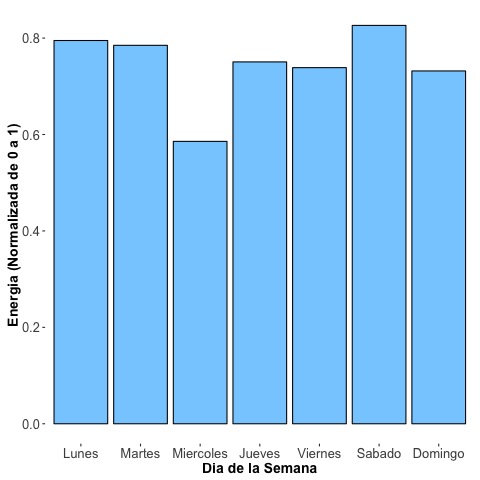 Energia (Normalizada de 0 a 1)
0.8
0.6
0.4
0.2
0.0
Lunes Martes Miercoles Jueves Viernes Sabado Domingo
Dia de la Semana